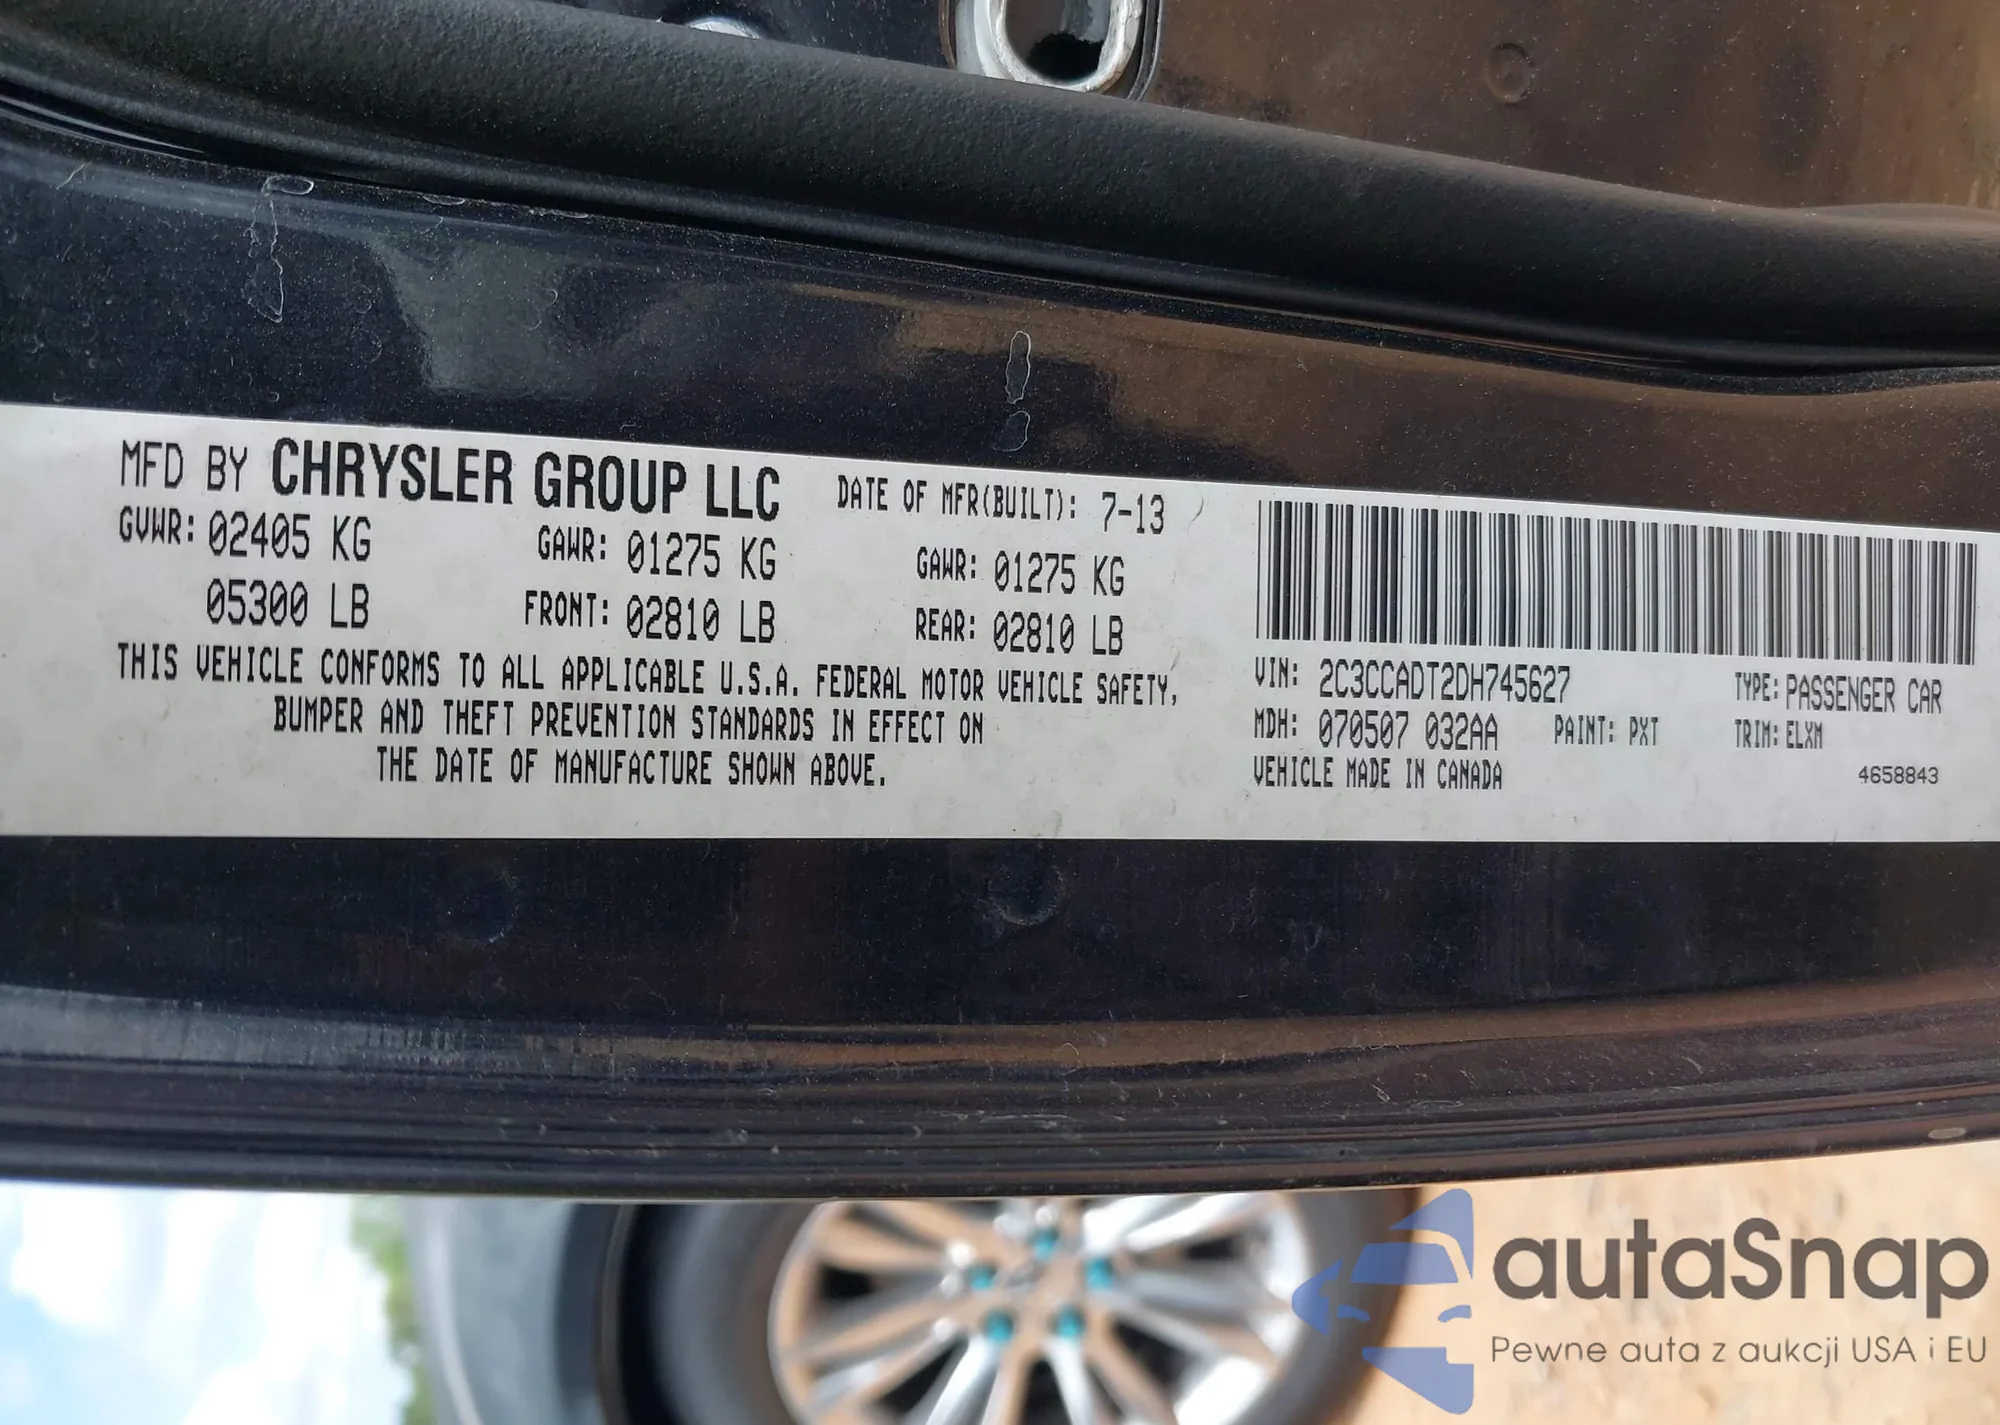 MFD BY CHRYSLER GROUP LLC DATE OF MFR(BUILT): 7-13
GVWR: 02405 KG GAWR: 01275 KG GAWR: 01275 KG
05300 LB FRONT: 02810 LB REAR: 02810 LB
THIS VEHICLE CONFORMS TO ALL APPLICABLE U.S.A. FEDERAL MOTOR VEHICLE SAFETY,
BUMPER AND THEFT PREVENTION STANDARDS IN EFFECT ON
THE DATE OF MANUFACTURE SHOWN ABOVE.
VIN: 2C3CCADT2DH745627 TYPE: PASSENGER CAR
MDH: 070507 032AA PAINT: PXT TRIM: ELXM
VEHICLE MADE IN CANADA 4658843
autaSnap
Pewne auta z aukcji USA i EU